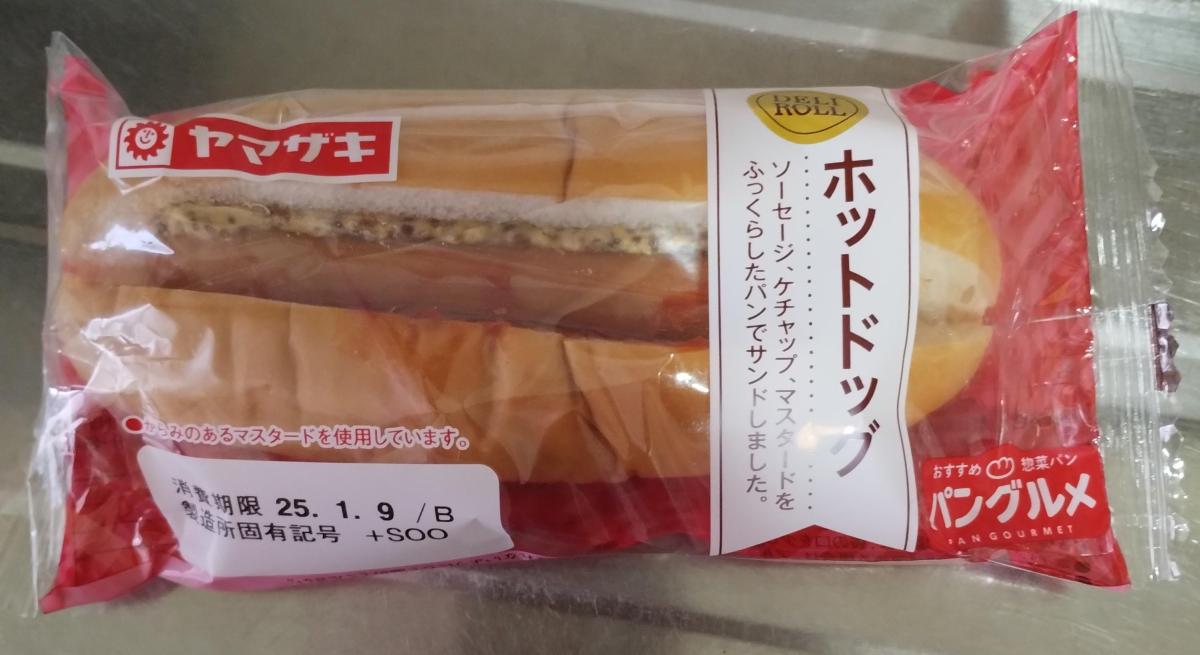 ヤマザキ
DELI
ROLL
ホットドッグ
ソーセージ、ケチャップ、マスタードを
ふっくらしたパンでサンドしました。
●からみのあるマスタードを使用しています。
消費期限 25. 1. 9 /B
製造所固有記号 +SOO
おすすめ 惣菜パン
パングルメ
PAN GOURMET